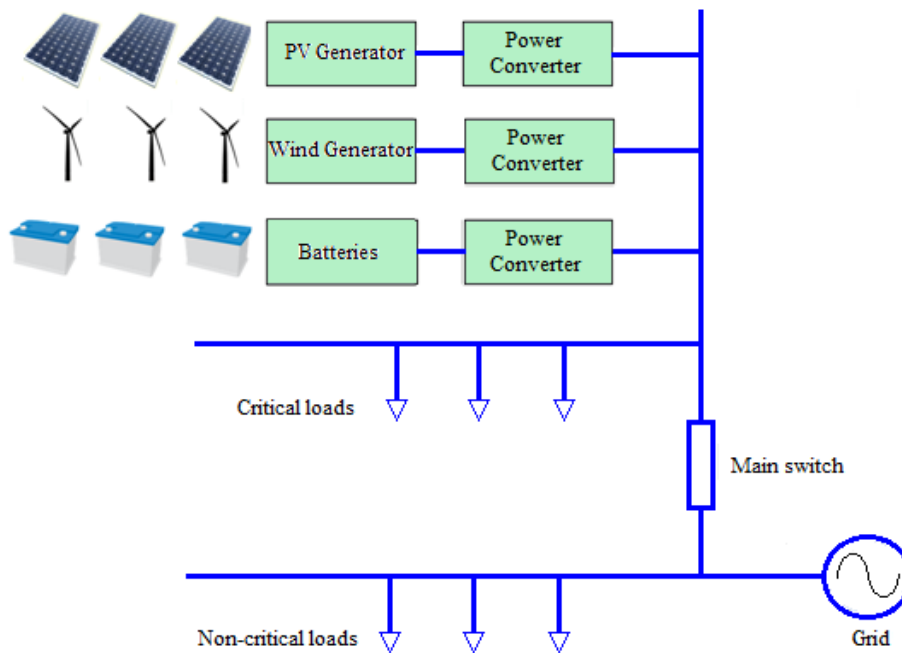 PV Generator
Power
Converter
Wind Generator
Power
Converter
Batteries
Power
Converter
Critical loads
Main switch
Non-critical loads
Grid